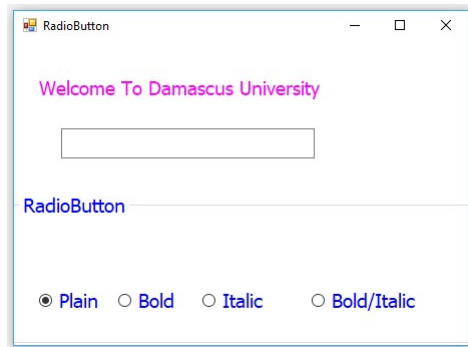 RadioButton
Welcome To Damascus University
RadioButton
Plain Bold Italic Bold/Italic